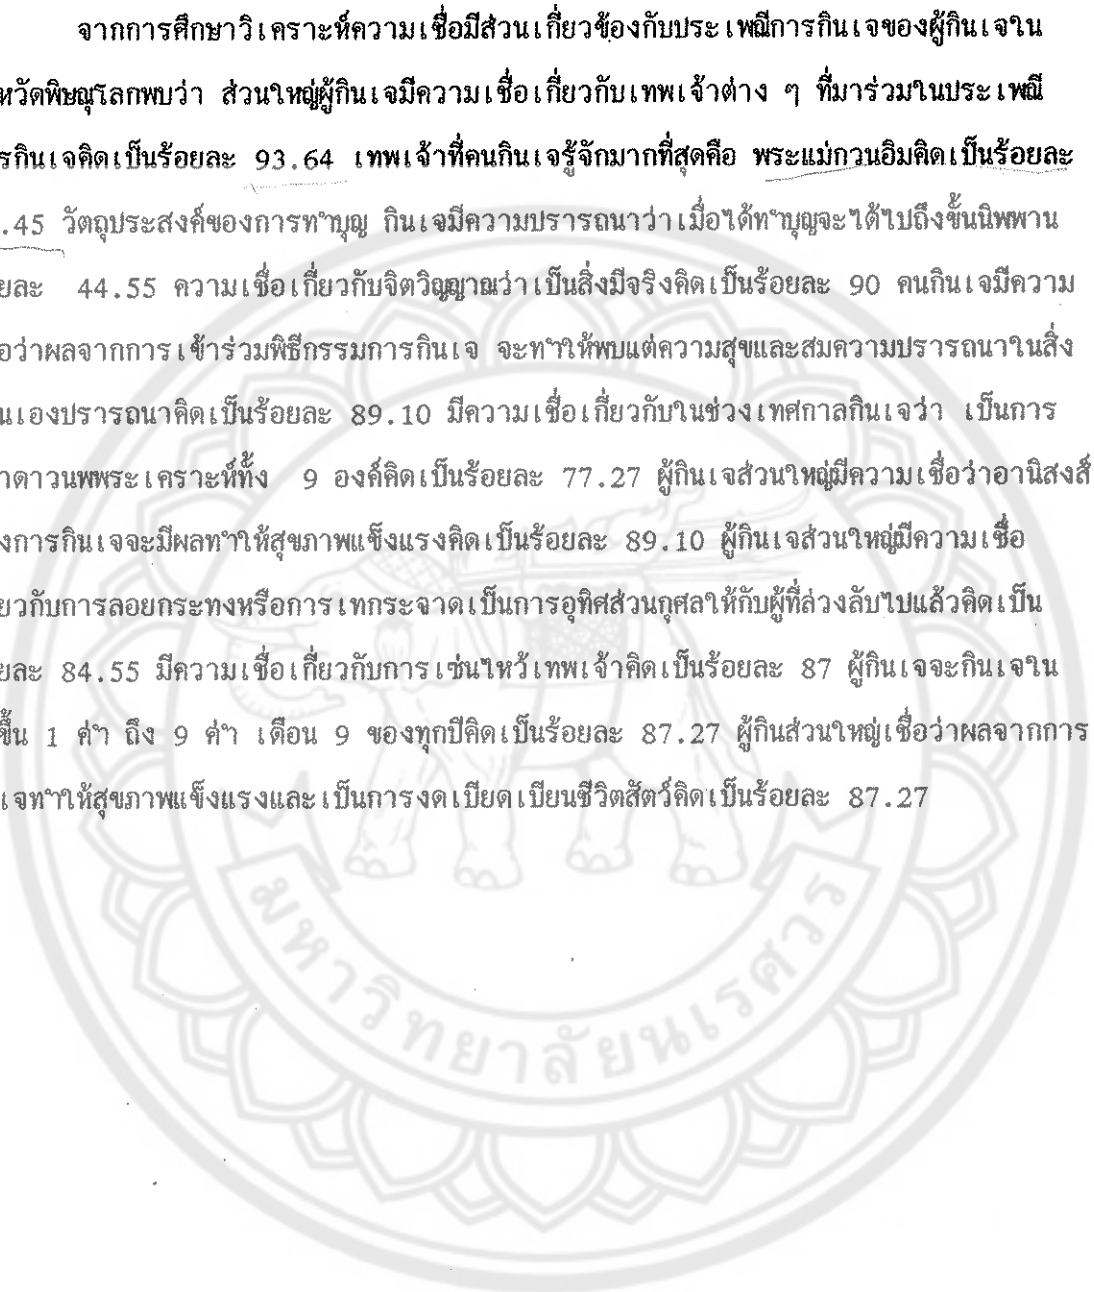 จากการศึกษาวิเคราะห์ความเชื่อมีส่วนเกี่ยวข้องกับประเพณีการกินเจของผู้กินเจใน
หวัดพิษณุโลกพบว่า ส่วนใหญ่ผู้กินเจมีความเชื่อเกี่ยวกับเทพเจ้าต่าง ๆ ที่มาร่วมในประเพณี
รกินเจคิดเป็นร้อยละ 93.64 เทพเจ้าที่คนกินเจรู้จักมากที่สุดคือ พระแม่กวนอิมคิดเป็นร้อยละ
.45 วัตถุประสงค์ของการทำบุญ กินเจมีความปรารถนาว่าเมื่อได้ทำบุญจะได้ไปถึงขั้นนิพพาน
ยละ 44.55 ความเชื่อเกี่ยวกับจิตวิญญาณว่าเป็นสิ่งมีจริงคิดเป็นร้อยละ 90 คนกินเจมีความ
อว่าผลจากการเข้าร่วมพิธีกรรมการกินเจ จะทำให้พบแต่ความสุขและสมความปรารถนาในสิ่ง
นเองปรารถนาคิดเป็นร้อยละ 89.10 มีความเชื่อเกี่ยวกับในช่วงเทศกาลกินเจว่า เป็นการ
าดาวนพพระเคราะห์ทั้ง 9 องค์คิดเป็นร้อยละ 77.27 ผู้กินเจส่วนใหญ่มีความเชื่อว่าอานิสงส์
งการกินเจจะมีผลทำให้สุขภาพแข็งแรงคิดเป็นร้อยละ 89.10 ผู้กินเจส่วนใหญ่มีความเชื่อ
ยวกับการลอยกระทงหรือการเทกระจาดเป็นการอุทิศส่วนกุศลให้กับผู้ที่ล่วงลับไปแล้วคิดเป็น
ยละ 84.55 มีความเชื่อเกี่ยวกับการเซ่นไหว้เทพเจ้าคิดเป็นร้อยละ 87 ผู้กินเจจะกินเจใน
ขึ้น 1 ค่ำ ถึง 9 ค่ำ เดือน 9 ของทุกปีคิดเป็นร้อยละ 87.27 ผู้กินส่วนใหญ่เชื่อว่าผลจากการ
เจทำให้สุขภาพแข็งแรงและเป็นการงดเบียดเบียนชีวิตสัตว์คิดเป็นร้อยละ 87.27
มหาวิทยาลัยนเรศวร